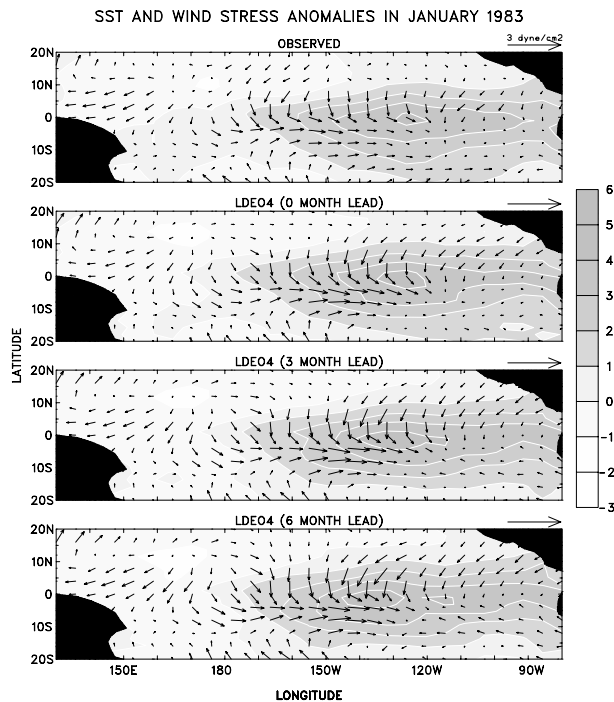 SST AND WIND STRESS ANOMALIES IN JANUARY 1983
OBSERVED
3 dyne/cm2
20N
10N
0
10S
20S
LDEO4 (0 MONTH LEAD)
20N
10N
0
10S
20S
LDEO4 (3 MONTH LEAD)
20N
10N
0
10S
20S
LDEO4 (6 MONTH LEAD)
20N
10N
0
10S
20S
150E 180 150W 120W 90W
LONGITUDE
LATITUDE
6
5
4
3
2
1
0
-1
-2
-3